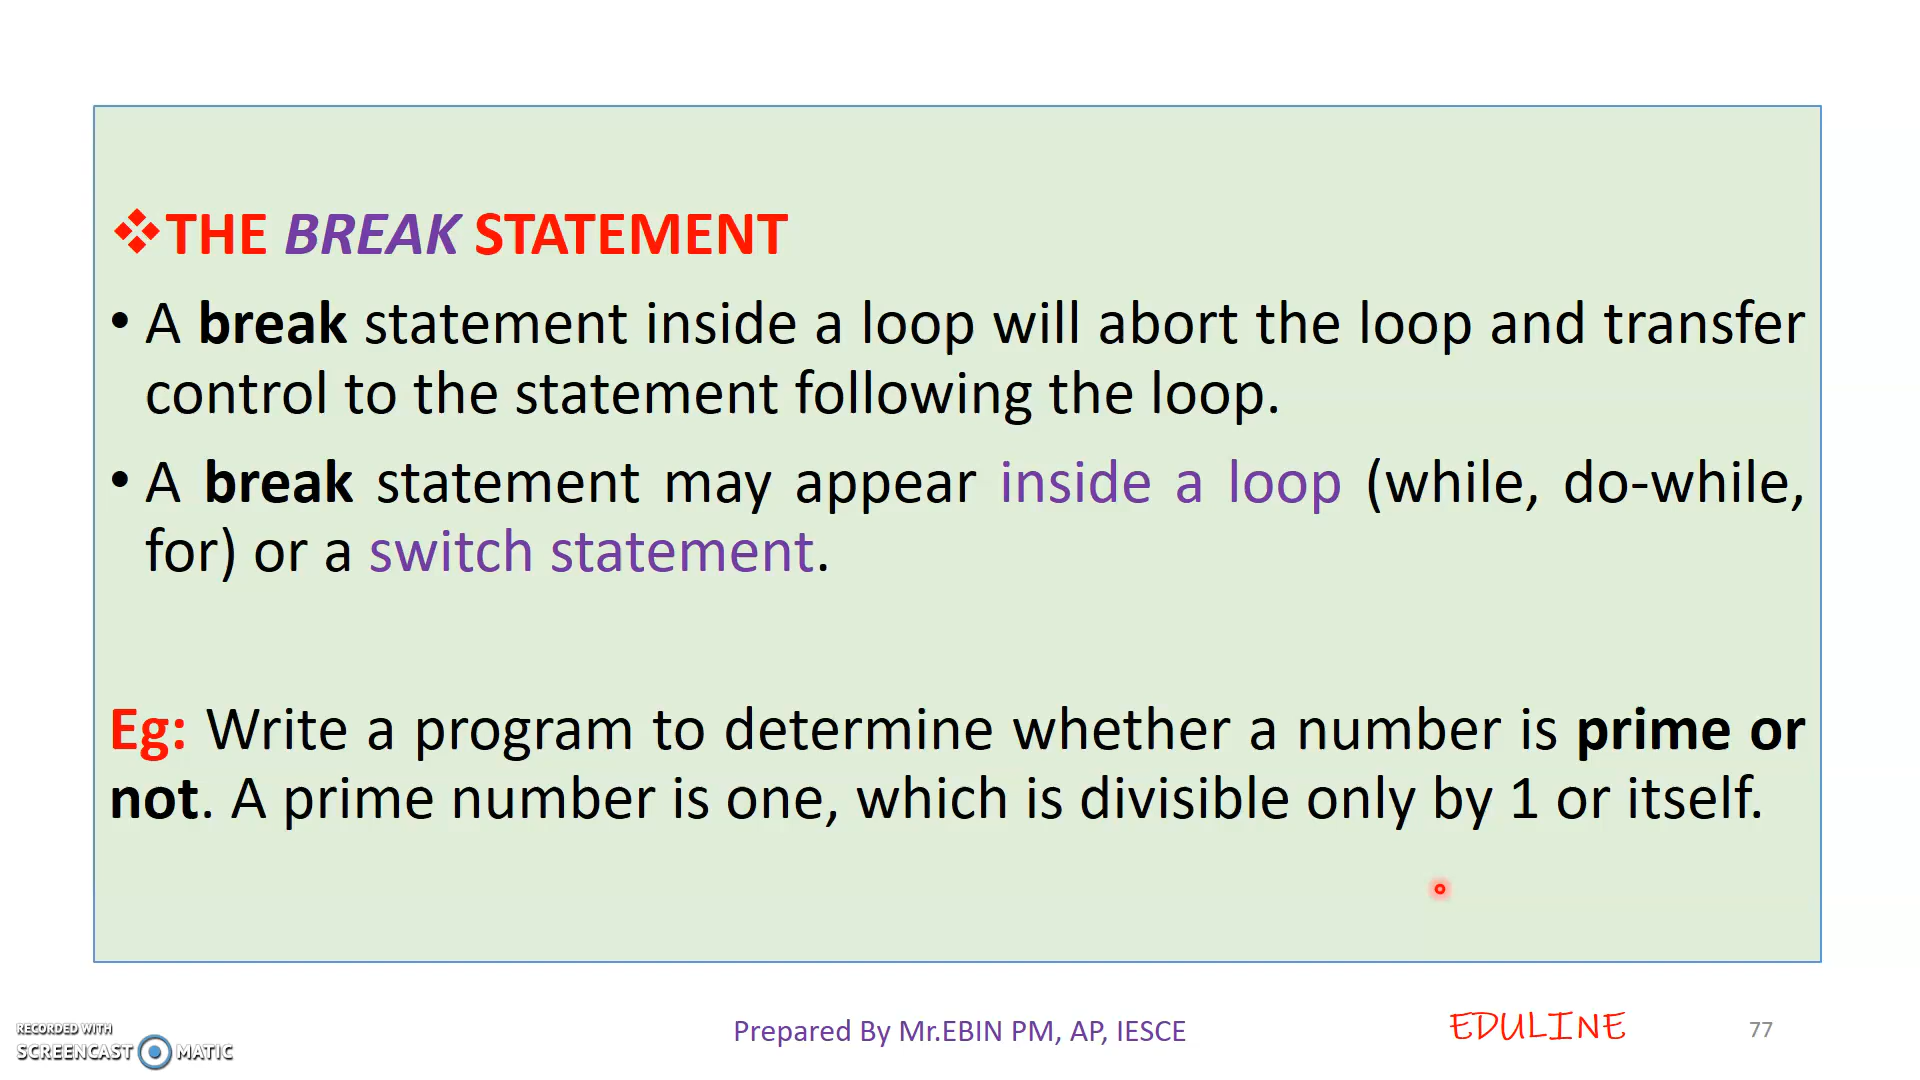 ❖THE BREAK STATEMENT
• A break statement inside a loop will abort the loop and transfer
control to the statement following the loop.
• A break statement may appear inside a loop (while, do-while,
for) or a switch statement.
Eg: Write a program to determine whether a number is prime or
not. A prime number is one, which is divisible only by 1 or itself.
RECORDED WITH
SCREENCAST MATIC
Prepared By Mr.EBIN PM, AP, IESCE
EDULINE
77